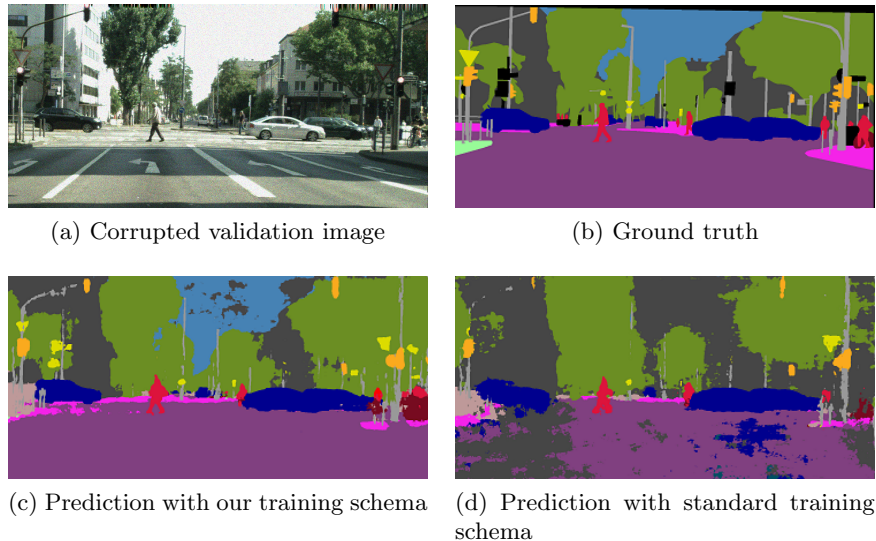 (a) Corrupted validation image
(b) Ground truth
(c) Prediction with our training schema
(d) Prediction with standard training
schema